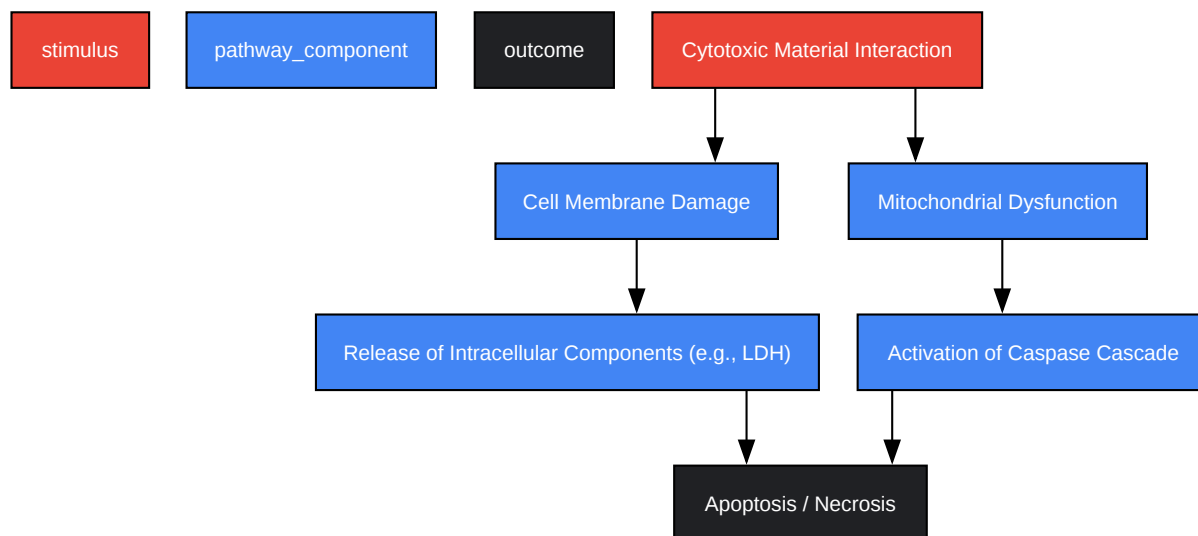 stimulus
pathway_component
outcome
Cytotoxic Material Interaction
Cell Membrane Damage
Mitochondrial Dysfunction
Release of Intracellular Components (e.g., LDH)
Activation of Caspase Cascade
Apoptosis / Necrosis